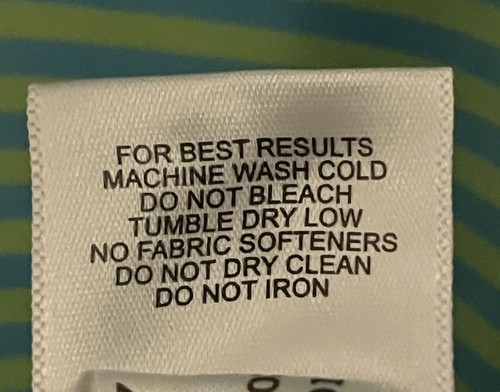 FOR BEST RESULTS
MACHINE WASH COLD
DO NOT BLEACH
TUMBLE DRY LOW
NO FABRIC SOFTENERS
DO NOT DRY CLEAN
DO NOT IRON